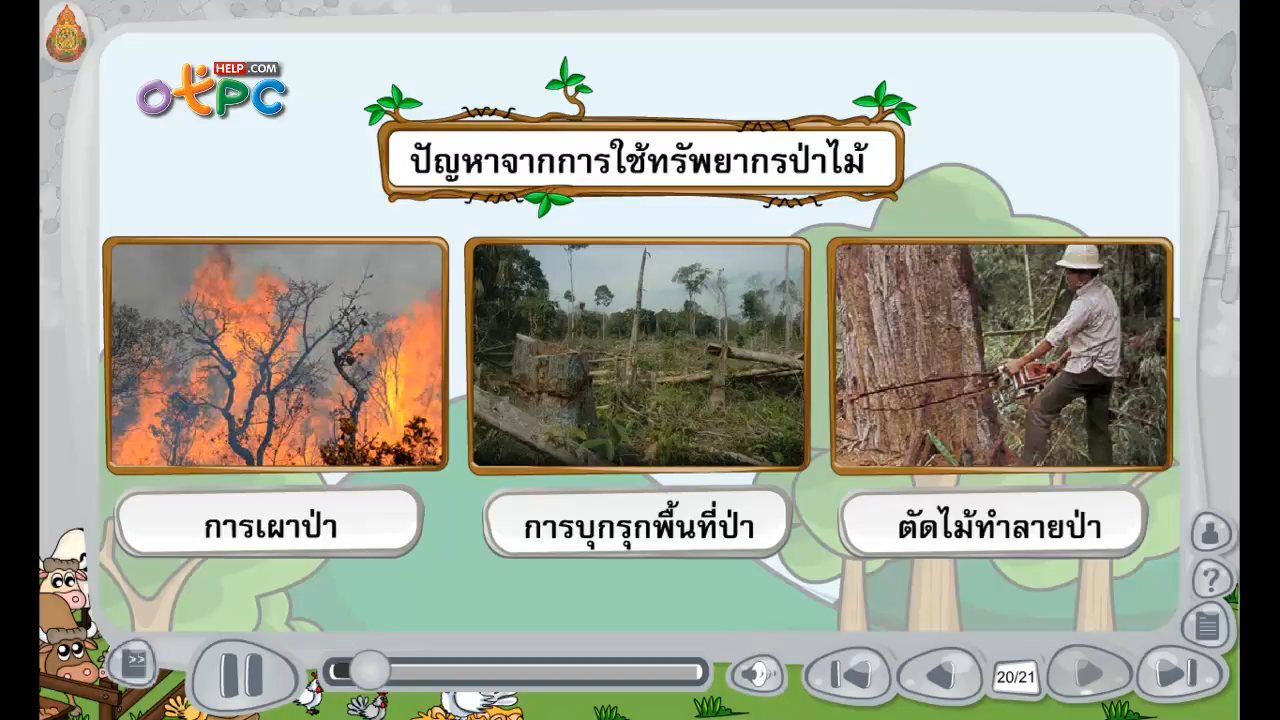 HELP.COM
OTPC
ปัญหาจากการใช้ทรัพยากรป่าไม้
การเผาป่า
การบุกรุกพื้นที่ป่า
ตัดไม้ทำลายป่า
>>
?
20/21